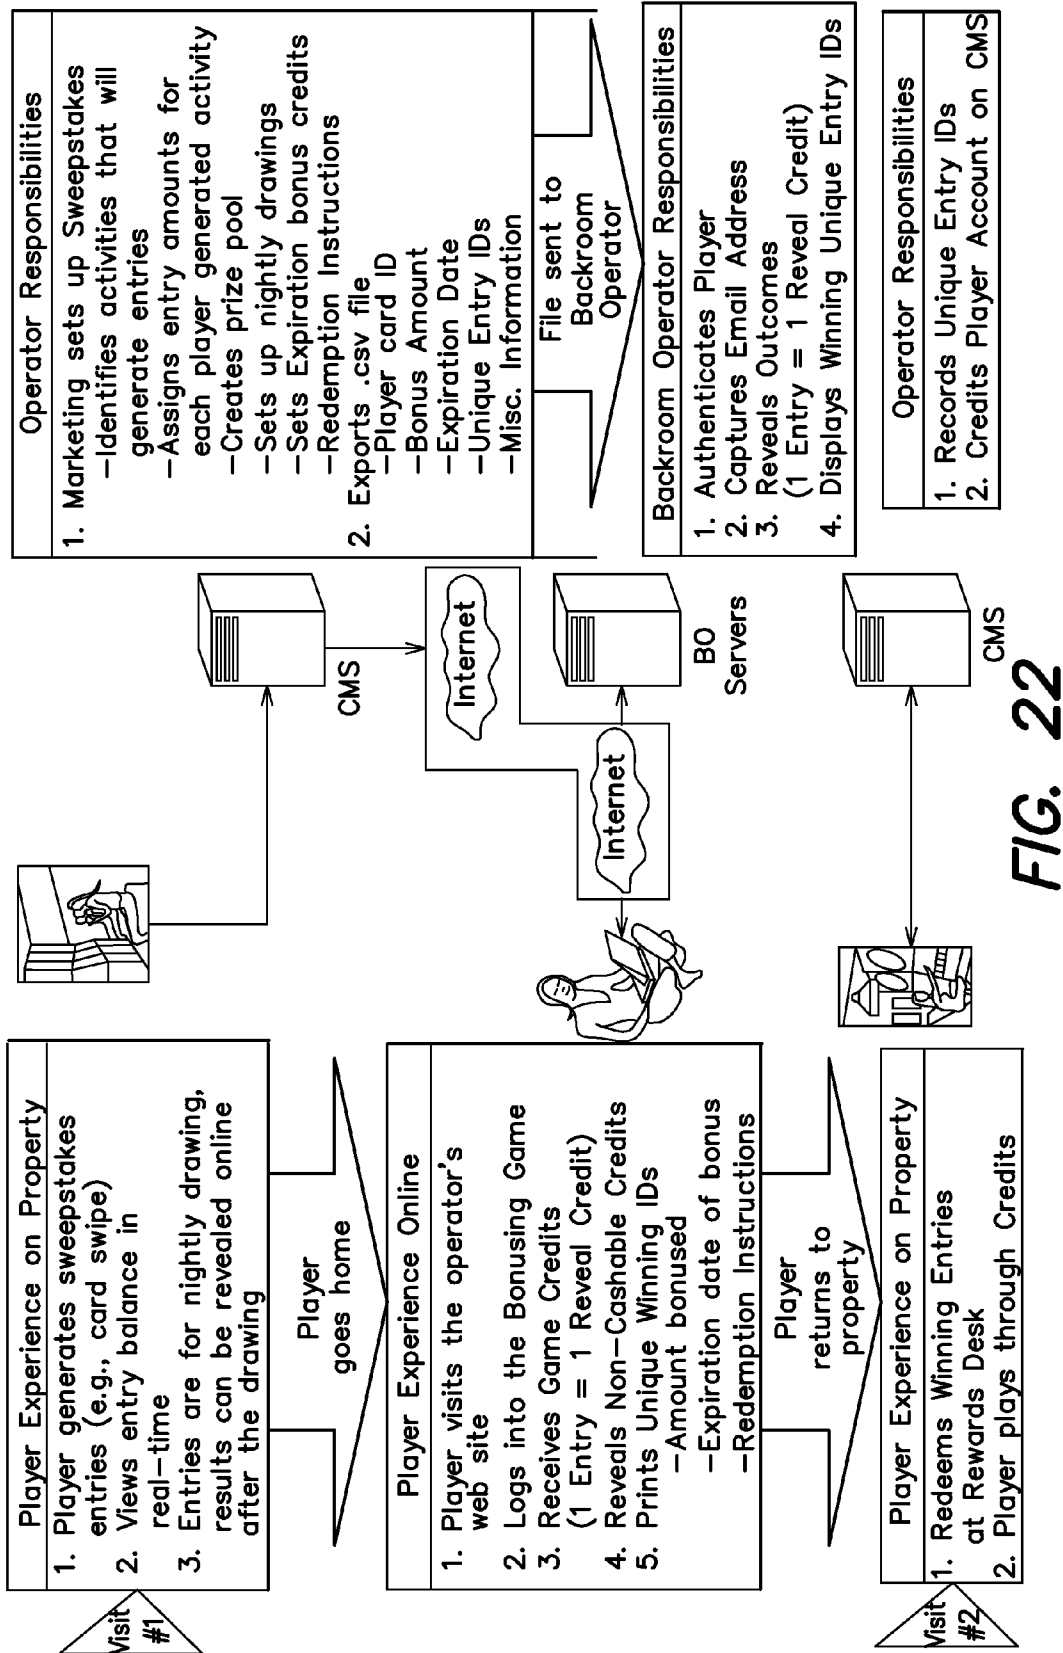 Player Experience on Property
1. Player generates sweepstakes
entries (e.g., card swipe)
2. Views entry balance in
real-time
3. Entries are for nightly drawing,
results can be revealed online
after the drawing
Visit
#1
Player
goes home
Player Experience Online
1. Player visits the operator's
web site
2. Logs into the Bonusing Game
3. Receives Game Credits
(1 Entry = 1 Reveal Credit)
4. Reveals Non-Cashable Credits
5. Prints Unique Winning IDs
-Amount bonused
-Expiration date of bonus
-Redemption Instructions
Player
returns to
property
Visit
#2
Player Experience on Property
1. Redeems Winning Entries
at Rewards Desk
2. Player plays through Credits
CMS
Internet
Internet
BO
Servers
CMS
Operator Responsibilities
1. Marketing sets up Sweepstakes
-Identifies activities that will
generate entries
-Assigns entry amounts for
each player generated activity
-Creates prize pool
-Sets up nightly drawings
-Sets Expiration bonus credits
-Redemption Instructions
2. Exports .csv file
-Player card ID
-Bonus Amount
-Expiration Date
-Unique Entry IDs
-Misc. Information
File sent to
Backroom
Operator
Backroom Operator Responsibilities
1. Authenticates Player
2. Captures Email Address
3. Reveals Outcomes
(1 Entry = 1 Reveal Credit)
4. Displays Winning Unique Entry IDs
Operator Responsibilities
1. Records Unique Entry IDs
2. Credits Player Account on CMS
FIG. 22